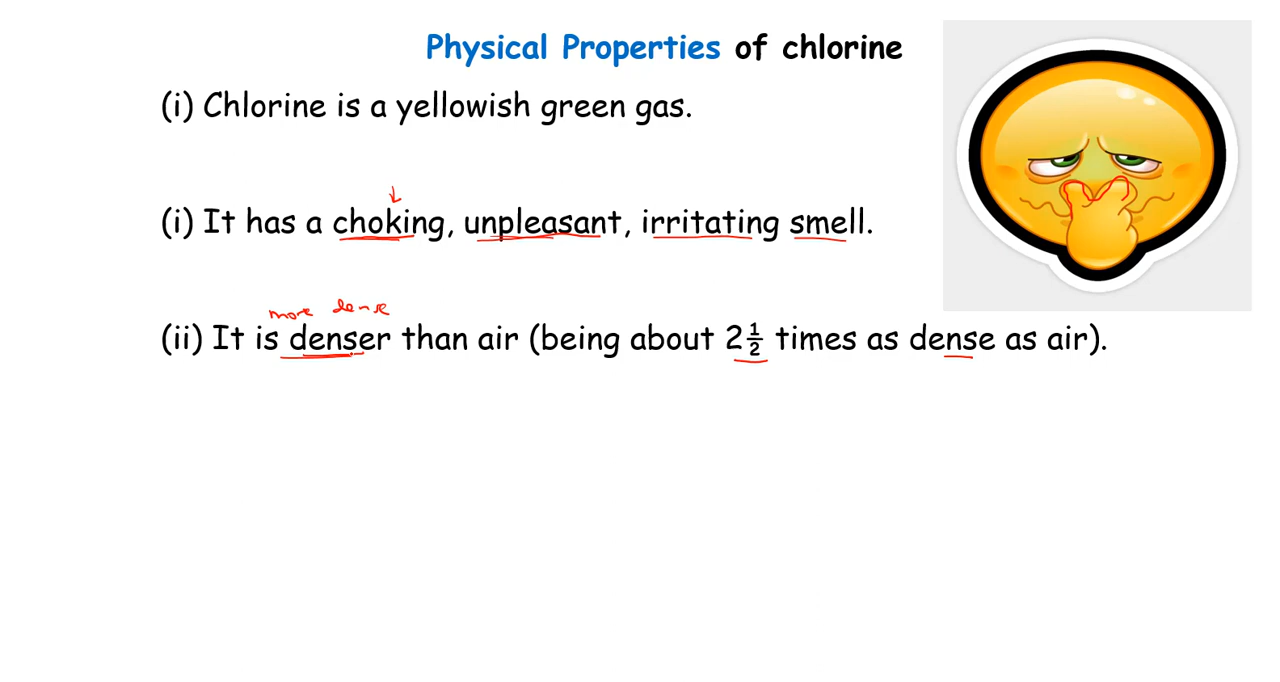 Physical Properties of chlorine
(i) Chlorine is a yellowish green gas.
(i) It has a choking, unpleasant, irritating smell.
more dense
(ii) It is denser than air (being about 2½ times as dense as air).